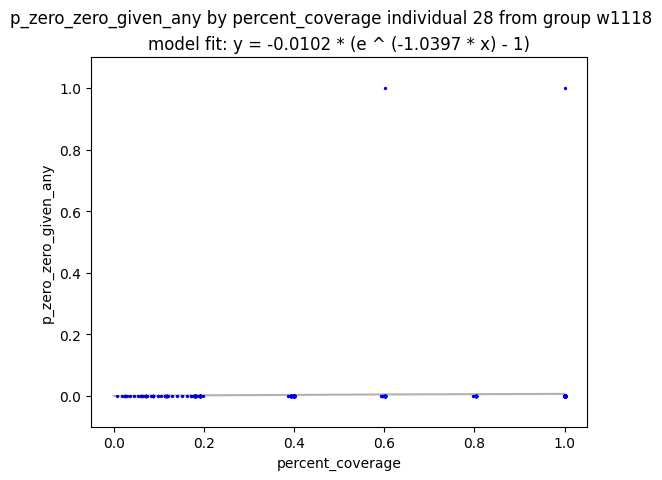 p_zero_zero_given_any by percent_coverage individual 28 from group w1118
model fit: y = -0.0102 * (e ^ (-1.0397 * x) - 1)
1.0
0.8
0.6
0.4
0.2
0.0
p_zero_zero_given_any
0.0 0.2 0.4 0.6 0.8 1.0
percent_coverage